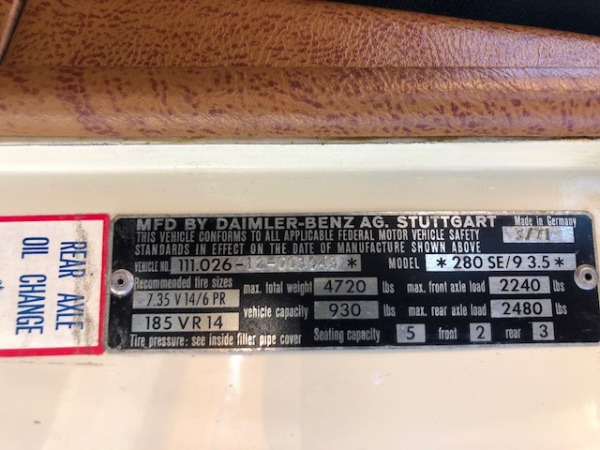 REAR AXLE
OIL CHANGE
MFD BY DAIMLER-BENZ AG. STUTTGART Made in Germany
THIS VEHICLE CONFORMS TO ALL APPLICABLE FEDERAL MOTOR VEHICLE SAFETY
STANDARDS IN EFFECT ON THE DATE OF MANUFACTURE SHOWN ABOVE
VEHICLE NO. 111.026- * MODEL * 280 SE/9 3.5 *
Recommended tire sizes max. total weight 4720 lbs max. front axle load 2240 lbs
7.35 V 14/6 PR
vehicle capacity 930 lbs max. rear axle load 2480 lbs
185 VR 14
Tire pressure: see inside filler pipe cover Seating capacity 5 front 2 rear 3